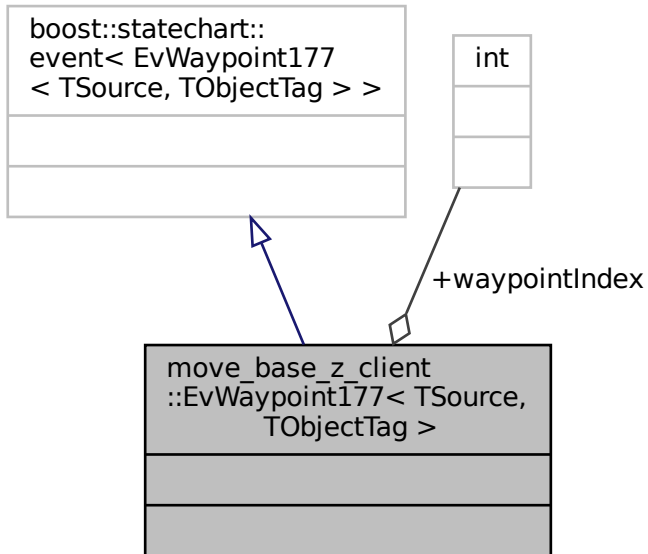 boost::statechart::
event< EvWaypoint177
< TSource, TObjectTag > >
int
+waypointIndex
move_base_z_client
::EvWaypoint177< TSource,
TObjectTag >